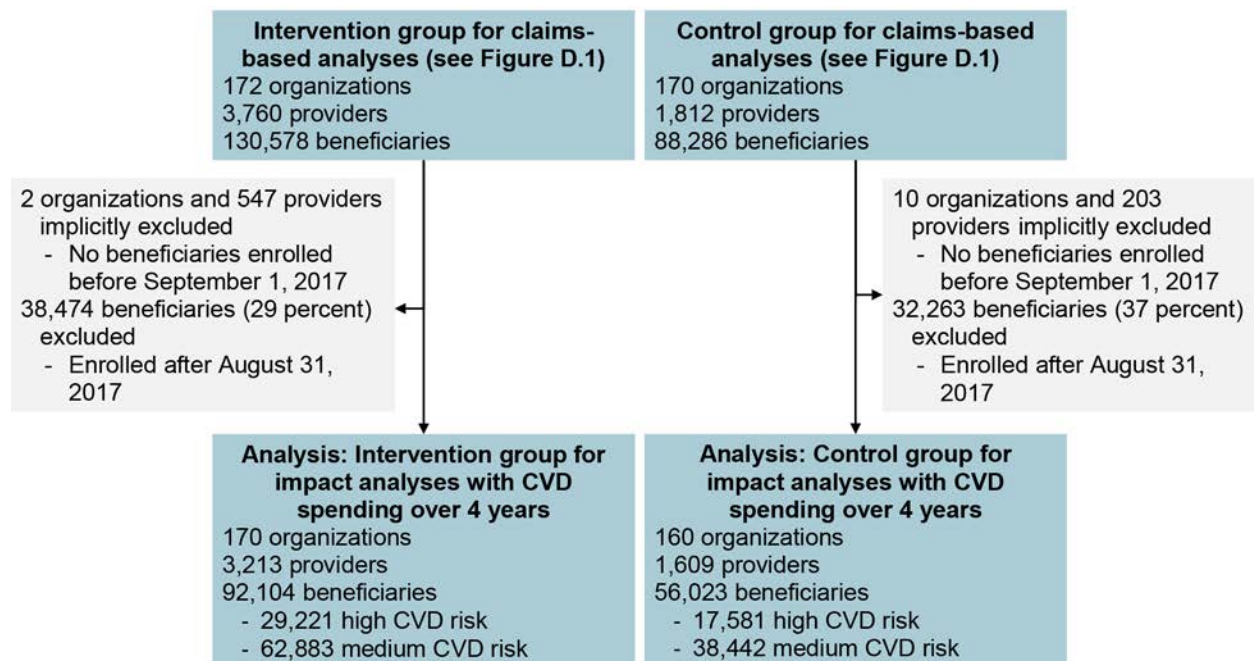 Intervention group for claims-
based analyses (see Figure D.1)
172 organizations
3,760 providers
130,578 beneficiaries
Control group for claims-based
analyses (see Figure D.1)
170 organizations
1,812 providers
88,286 beneficiaries
2 organizations and 547 providers
implicitly excluded
- No beneficiaries enrolled
before September 1, 2017
38,474 beneficiaries (29 percent)
excluded
- Enrolled after August 31,
2017
10 organizations and 203
providers implicitly excluded
- No beneficiaries enrolled
before September 1, 2017
32,263 beneficiaries (37 percent)
excluded
- Enrolled after August 31,
2017
Analysis: Intervention group for
impact analyses with CVD
spending over 4 years
170 organizations
3,213 providers
92,104 beneficiaries
- 29,221 high CVD risk
- 62,883 medium CVD risk
Analysis: Control group for
impact analyses with CVD
spending over 4 years
160 organizations
1,609 providers
56,023 beneficiaries
- 17,581 high CVD risk
- 38,442 medium CVD risk